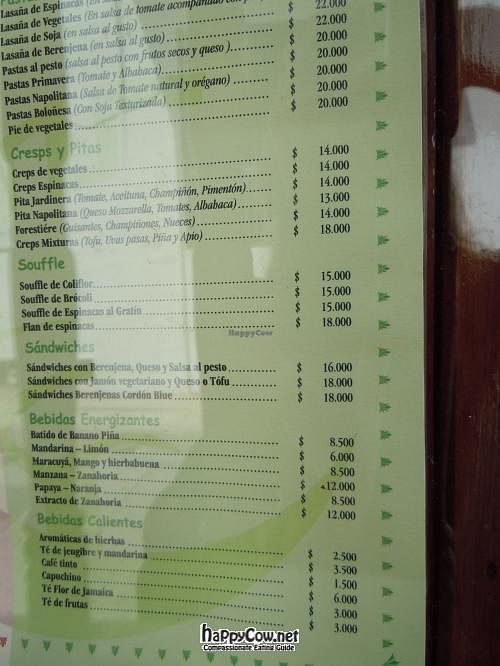 Lasaña de Espinacas (En
Lasaña de Vegetales (En salsa de tomate acompañado con
Lasaña de Soja (en salsa al gusto) $ 22.000
Lasaña de Berenjena (en salsa al gusto) $ 22.000
Pastas al pesto (salsa al pesto con frutos secos y queso ) $ 20.000
Pastas Primavera (Tomate y Albabaca) $ 20.000
Pastas Napolitana (Salsa de Tomate natural y orégano) $ 20.000
Pastas Boloñesa (Con Soja Texturizada) $ 20.000
Pie de vegetales $ 20.000
Cresps y Pitas
Creps de vegetales $ 14.000
Creps Espinacas $ 14.000
Pita Jardinera (Tomate, Aceituna, Champiñón, Pimentón) $ 14.000
Pita Napolitana (Queso Mozzarella, Tomates, Albabaca) $ 13.000
Forestiére (Guisantes, Champiñones, Nueces) $ 14.000
Creps Mixturas (Tofu, Uvas pasas, Piña y Apio) $ 18.000
Souffle
Souffle de Coliflor $ 15.000
Souffle de Brócoli $ 15.000
Souffle de Espinacas al Gratín $ 15.000
Flan de espinacas $ 18.000
HappyCow
Sándwiches
Sándwiches con Berenjena, Queso y Salsa al pesto $ 16.000
Sándwiches con Jamón vegetariano y Queso o Tófu $ 18.000
Sándwiches Berenjenas Cordón Blue $ 18.000
Bebidas Energizantes
Batido de Banano Piña $ 8.500
Mandarina – Limón $ 6.000
Maracuyá, Mango y hierbabuena $ 8.500
Manzana – Zanahoria $ 12.000
Papaya – Naranja $ 8.500
Extracto de Zanahoria $ 12.000
Bebidas Calientes
Aromáticas de hierbas $ 2.500
Té de jengibre y mandarina $ 3.500
Café tinto $ 1.500
Capuchino $ 6.000
Té Flor de Jamaica $ 3.000
Té de frutas $ 3.000
HappyCow.net
Compassionate Eating Guide